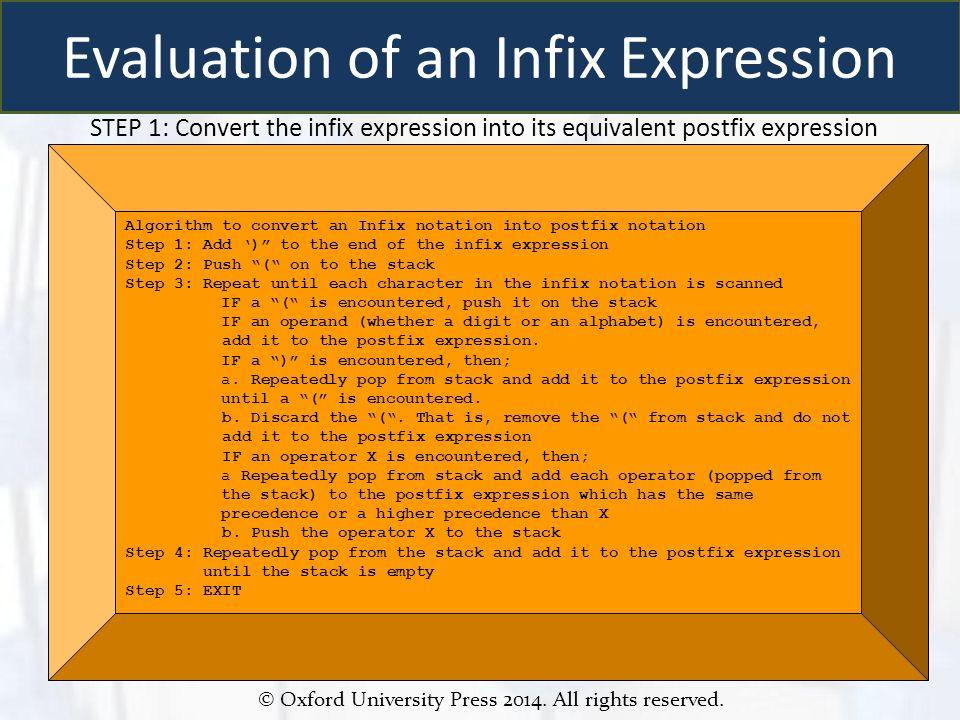 Evaluation of an Infix Expression
STEP 1: Convert the infix expression into its equivalent postfix expression
Algorithm to convert an Infix notation into postfix notation
Step 1: Add ‘)” to the end of the infix expression
Step 2: Push “(“ on to the stack
Step 3: Repeat until each character in the infix notation is scanned
IF a “(“ is encountered, push it on the stack
IF an operand (whether a digit or an alphabet) is encountered,
add it to the postfix expression.
IF a “)” is encountered, then;
a. Repeatedly pop from stack and add it to the postfix expression
until a “(” is encountered.
b. Discard the “(“. That is, remove the “(“ from stack and do not
add it to the postfix expression
IF an operator X is encountered, then;
a Repeatedly pop from stack and add each operator (popped from
the stack) to the postfix expression which has the same
precedence or a higher precedence than X
b. Push the operator X to the stack
Step 4: Repeatedly pop from the stack and add it to the postfix expression
until the stack is empty
Step 5: EXIT
© Oxford University Press 2014. All rights reserved.